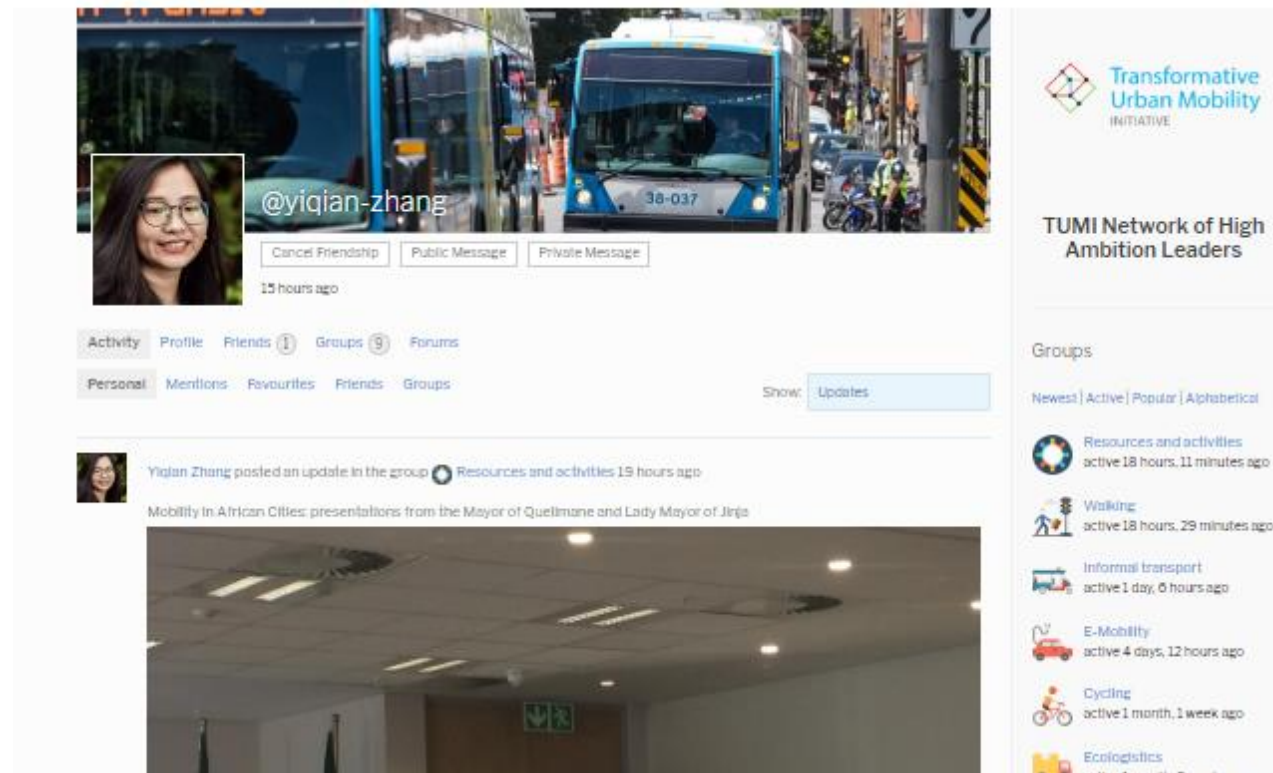 @yiqian-zhang
Cancel Friendship Public Message Private Message
15 hours ago
Activity Profile Friends 1 Groups 9 Forums
Personal Mentions Favourites Friends Groups
Show: Updates
Yiqian Zhang posted an update in the group Resources and activities 19 hours ago
Mobility in African Cities: presentations from the Mayor of Quelimane and Lady Mayor of Jinja
38-037
Transformative
Urban Mobility
INITIATIVE
TUMI Network of High
Ambition Leaders
Groups
Newest | Active | Popular | Alphabetical
Resources and activities
active 18 hours, 11 minutes ago
Walking
active 18 hours, 29 minutes ago
Informal transport
active 1 day, 6 hours ago
E-Mobility
active 4 days, 12 hours ago
Cycling
active 1 month, 1 week ago
Ecologistics